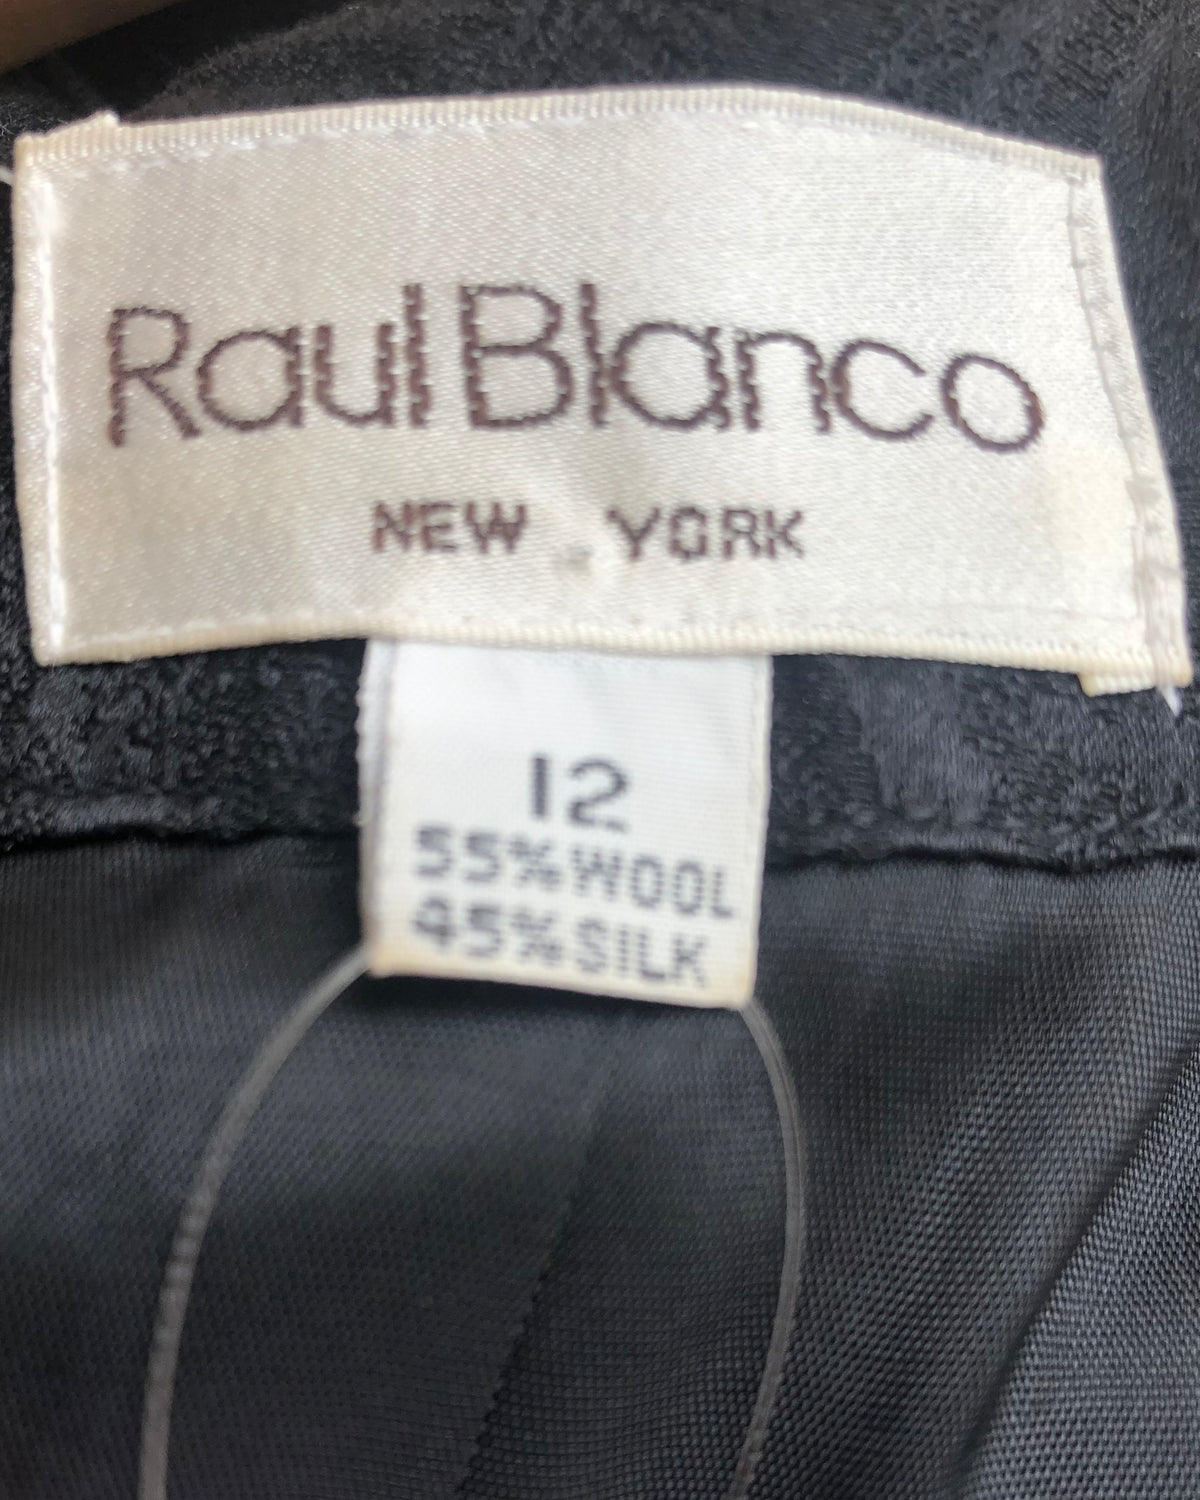 Raul Blanco
NEW YORK
12
55% WOOL
45% SILK